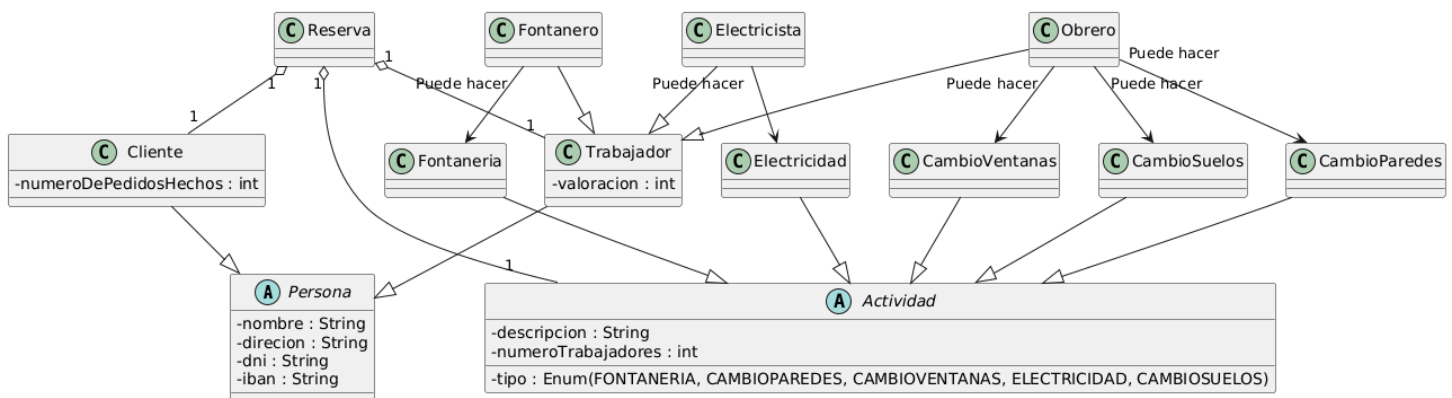 C Reserva
C Fontanero
C Electricista
C Obrero
1
1
1
Puede hacer
Puede hacer
Puede hacer
Puede hacer
Puede hacer
1
1
C Cliente
-numeroDePedidosHechos : int
C Fontaneria
C Trabajador
-valoracion : int
C Electricidad
C CambioVentanas
C CambioSuelos
C CambioParedes
1
A Persona
-nombre : String
-direcion : String
-dni : String
-iban : String
A Actividad
-descripcion : String
-numeroTrabajadores : int
-tipo : Enum(FONTANERIA, CAMBIOPAREDES, CAMBIOVENTANAS, ELECTRICIDAD, CAMBIOSUELOS)